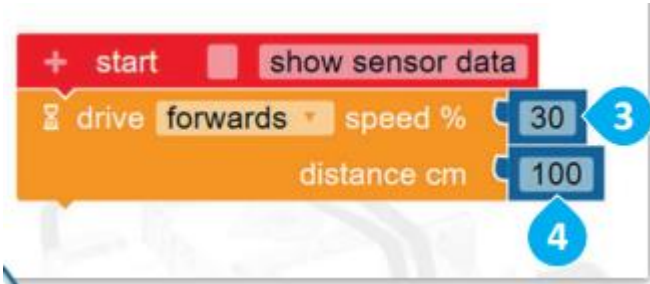 + start show sensor data
drive forwards speed % 30 3
distance cm 100
4